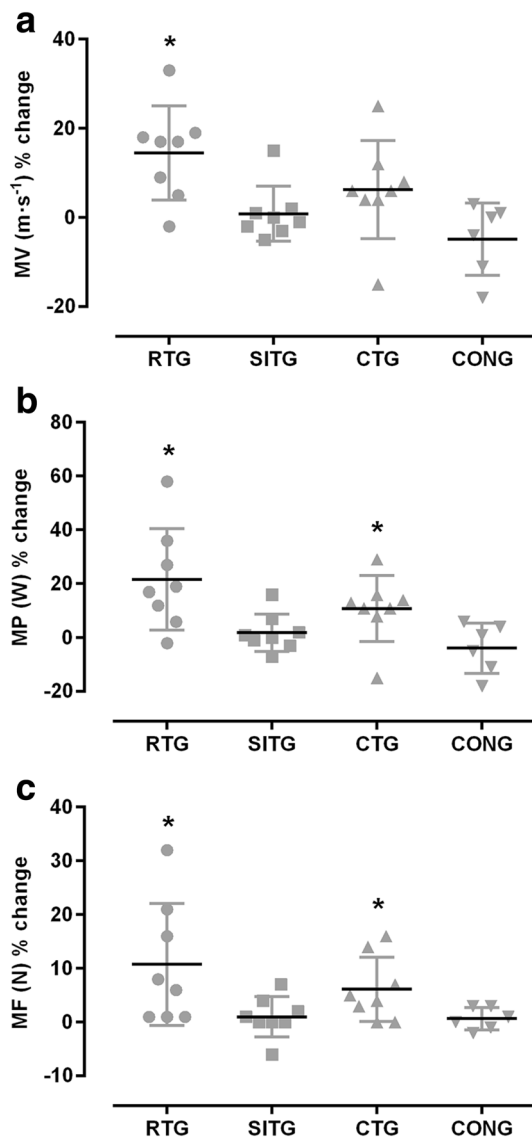 a
MV (m·s⁻¹) % change
40
20
0
-20
*
RTG SITG CTG CONG
b
MP (W) % change
80
60
40
20
0
-20
*
*
RTG SITG CTG CONG
c
MF (N) % change
40
30
20
10
0
-10
*
*
RTG SITG CTG CONG